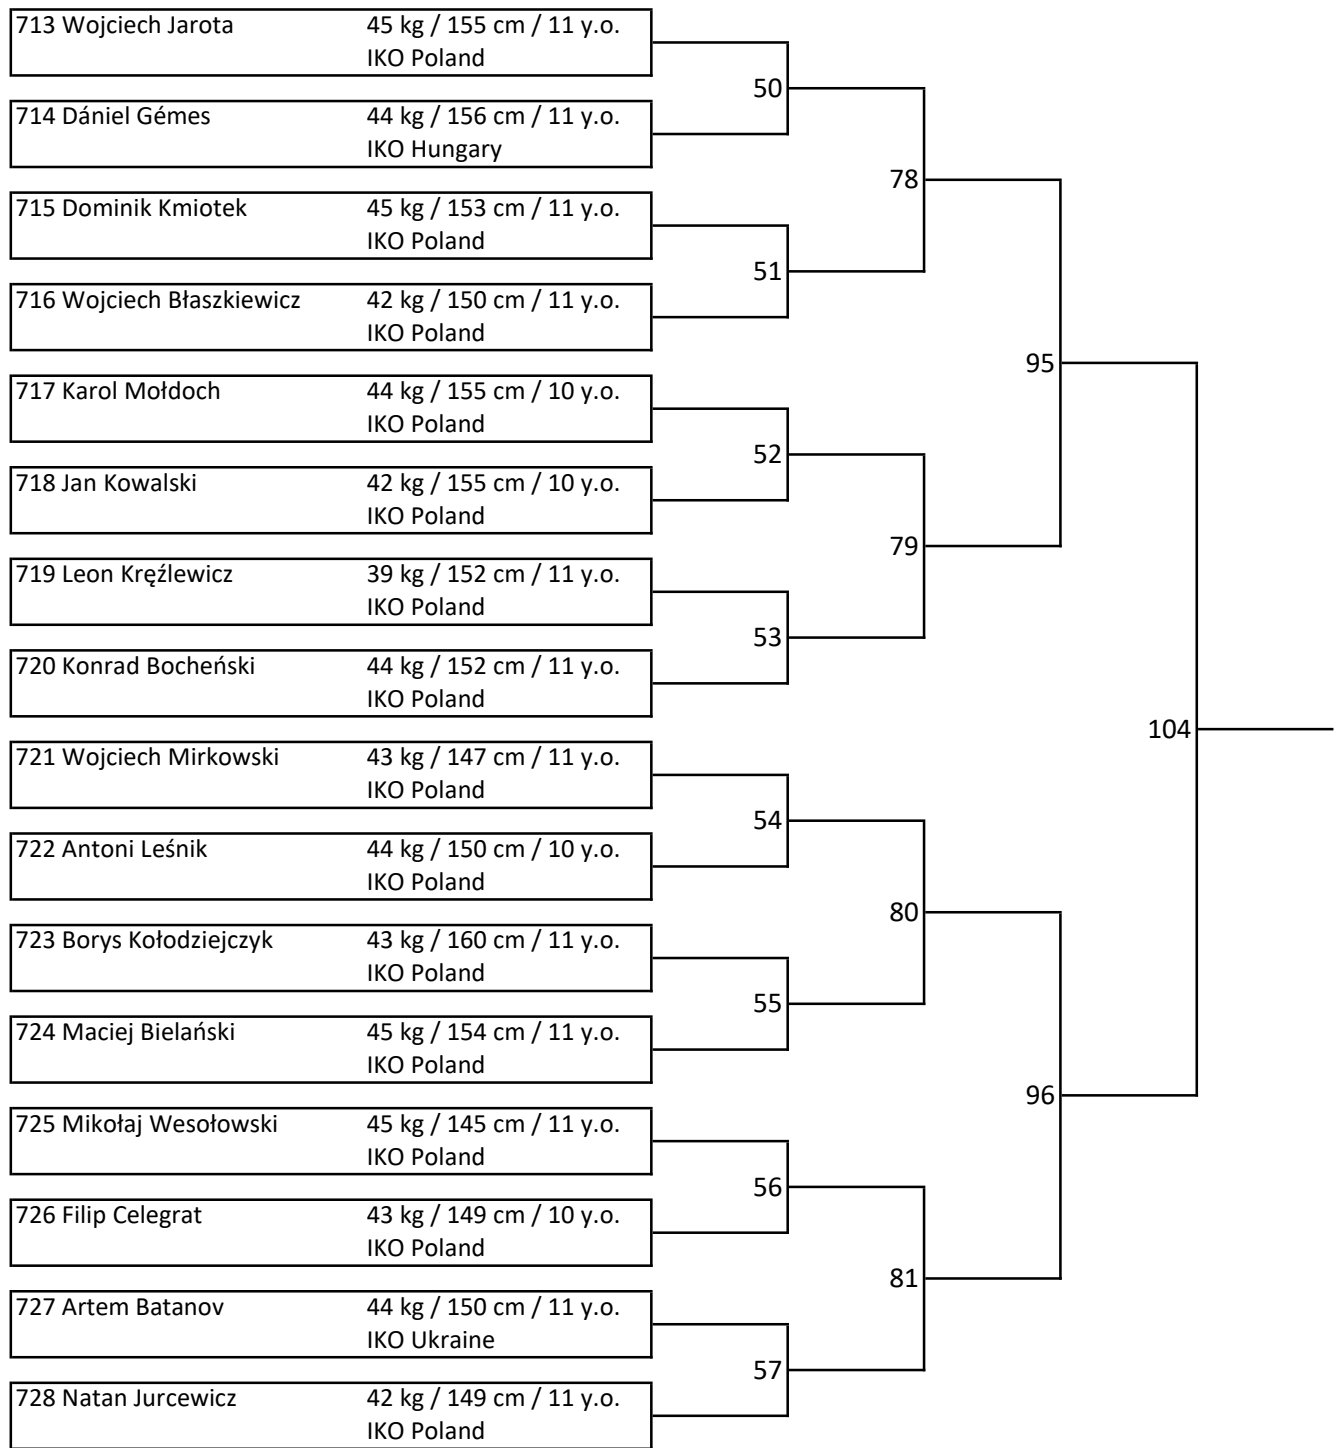 713 Wojciech Jarota 45 kg / 155 cm / 11 y.o.
IKO Poland
50
714 Dániel Gémes 44 kg / 156 cm / 11 y.o.
IKO Hungary
78
715 Dominik Kmiotek 45 kg / 153 cm / 11 y.o.
IKO Poland
51
716 Wojciech Błaszkiewicz 42 kg / 150 cm / 11 y.o.
IKO Poland
95
717 Karol Mołdoch 44 kg / 155 cm / 10 y.o.
IKO Poland
52
718 Jan Kowalski 42 kg / 155 cm / 10 y.o.
IKO Poland
79
719 Leon Kręźlewicz 39 kg / 152 cm / 11 y.o.
IKO Poland
53
720 Konrad Bocheński 44 kg / 152 cm / 11 y.o.
IKO Poland
104
721 Wojciech Mirkowski 43 kg / 147 cm / 11 y.o.
IKO Poland
54
722 Antoni Leśnik 44 kg / 150 cm / 10 y.o.
IKO Poland
80
723 Borys Kołodziejczyk 43 kg / 160 cm / 11 y.o.
IKO Poland
55
724 Maciej Bielański 45 kg / 154 cm / 11 y.o.
IKO Poland
96
725 Mikołaj Wesołowski 45 kg / 145 cm / 11 y.o.
IKO Poland
56
726 Filip Celegrat 43 kg / 149 cm / 10 y.o.
IKO Poland
81
727 Artem Batanov 44 kg / 150 cm / 11 y.o.
IKO Ukraine
57
728 Natan Jurcewicz 42 kg / 149 cm / 11 y.o.
IKO Poland